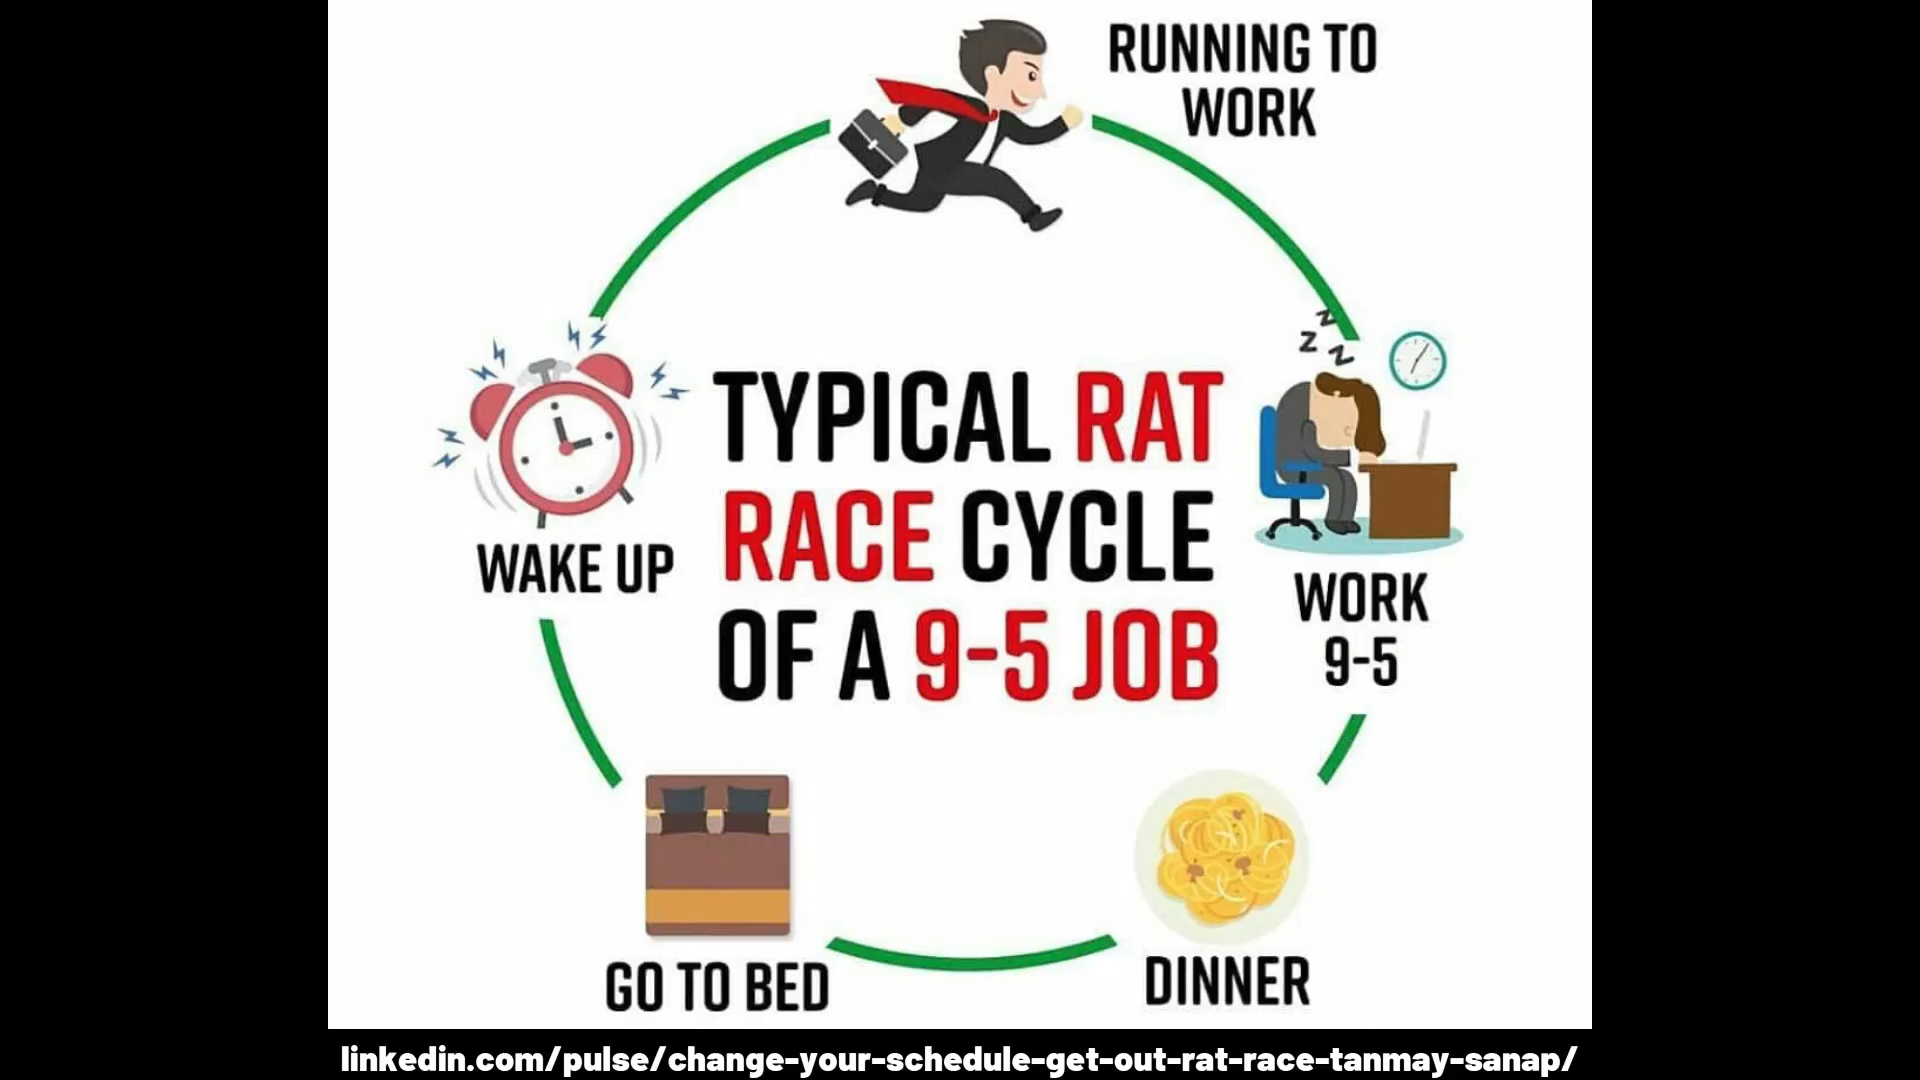 RUNNING TO
WORK
Z
Z
Z
TYPICAL RAT
RACE CYCLE
OF A 9-5 JOB
WAKE UP
WORK
9-5
GO TO BED
DINNER
linkedin.com/pulse/change-your-schedule-get-out-rat-race-tanmay-sanap/